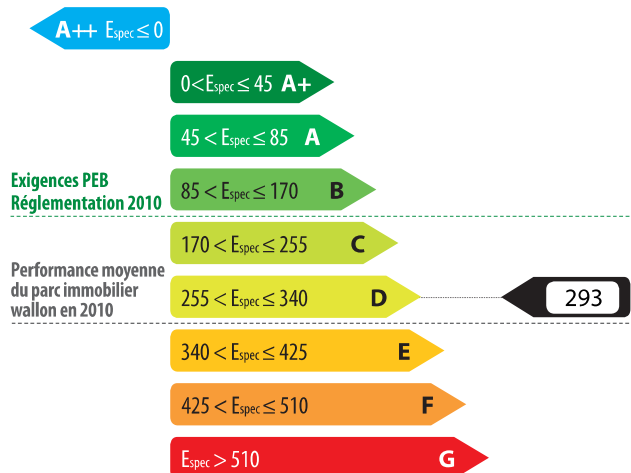 A++ Espec ≤ 0
0<Espec ≤ 45 A+
45 < Espec ≤ 85 A
Exigences PEB
Réglementation 2010
85 < Espec ≤ 170 B
170 < Espec ≤ 255 C
Performance moyenne
du parc immobilier
wallon en 2010
255 < Espec ≤ 340 D
293
340 < Espec ≤ 425 E
425 < Espec ≤ 510 F
Espec > 510 G